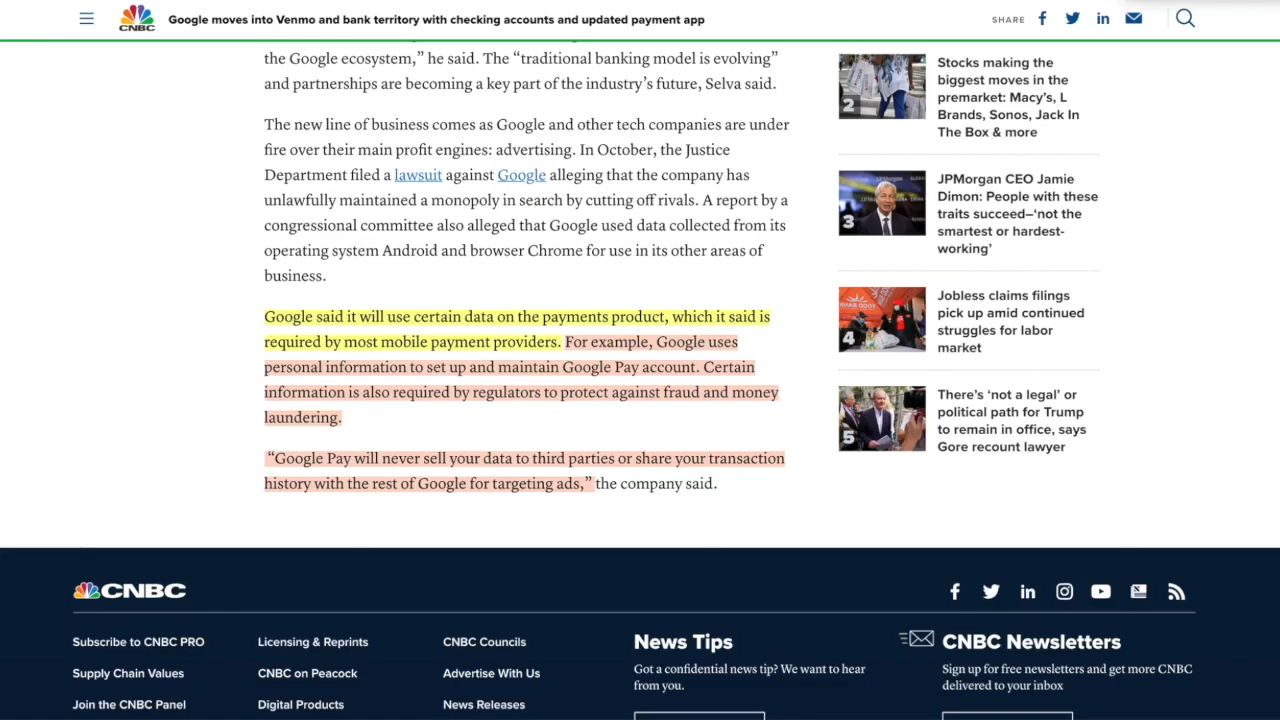 CNBC
Google moves into Venmo and bank territory with checking accounts and updated payment app
SHARE
the Google ecosystem,” he said. The “traditional banking model is evolving”
and partnerships are becoming a key part of the industry’s future, Selva said.
The new line of business comes as Google and other tech companies are under
fire over their main profit engines: advertising. In October, the Justice
Department filed a lawsuit against Google alleging that the company has
unlawfully maintained a monopoly in search by cutting off rivals. A report by a
congressional committee also alleged that Google used data collected from its
operating system Android and browser Chrome for use in its other areas of
business.
Google said it will use certain data on the payments product, which it said is
required by most mobile payment providers. For example, Google uses
personal information to set up and maintain Google Pay account. Certain
information is also required by regulators to protect against fraud and money
laundering.
“Google Pay will never sell your data to third parties or share your transaction
history with the rest of Google for targeting ads,” the company said.
2
Stocks making the
biggest moves in the
premarket: Macy’s, L
Brands, Sonos, Jack In
The Box & more
3
JPMorgan CEO Jamie
Dimon: People with these
traits succeed—‘not the
smartest or hardest-
working’
4
Jobless claims filings
pick up amid continued
struggles for labor
market
5
There’s ‘not a legal’ or
political path for Trump
to remain in office, says
Gore recount lawyer
CNBC
Subscribe to CNBC PRO
Supply Chain Values
Join the CNBC Panel
Licensing & Reprints
CNBC on Peacock
Digital Products
CNBC Councils
Advertise With Us
News Releases
News Tips
Got a confidential news tip? We want to hear
from you.
CNBC Newsletters
Sign up for free newsletters and get more CNBC
delivered to your inbox